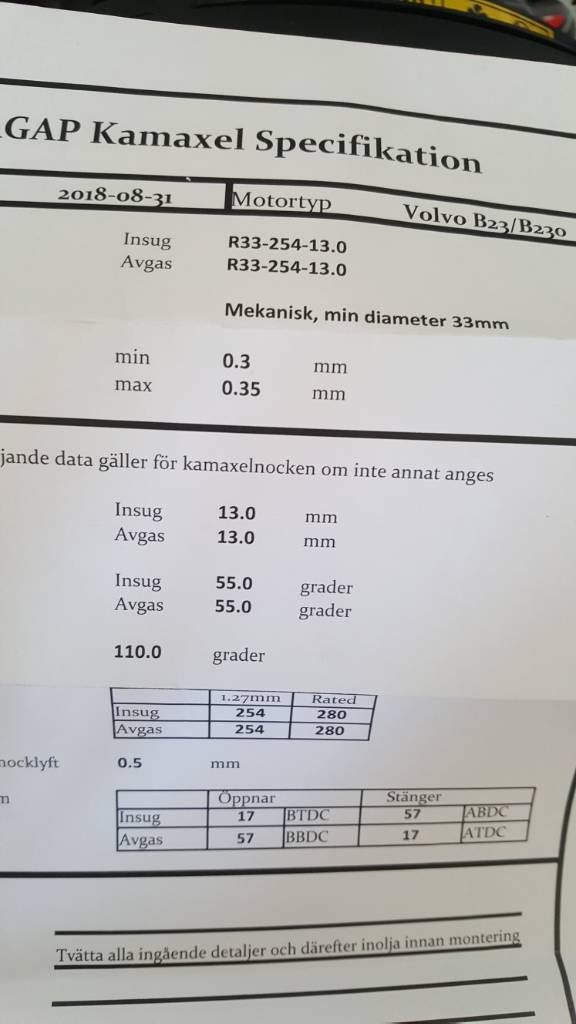 GAP Kamaxel Specifikation
2018-08-31 Motortyp Volvo B23/B230
Insug R33-254-13.0
Avgas R33-254-13.0
Mekanisk, min diameter 33mm
min 0.3 mm
max 0.35 mm
jande data gäller för kamaxelnocken om inte annat anges
Insug 13.0 mm
Avgas 13.0 mm
Insug 55.0 grader
Avgas 55.0 grader
110.0 grader
1.27mm Rated
Insug 254 280
Avgas 254 280
nocklyft 0.5 mm
Öppnar Stänger
Insug 17 BTDC 57 ABDC
Avgas 57 BBDC 17 ATDC
Tvätta alla ingående detaljer och därefter inolja innan montering